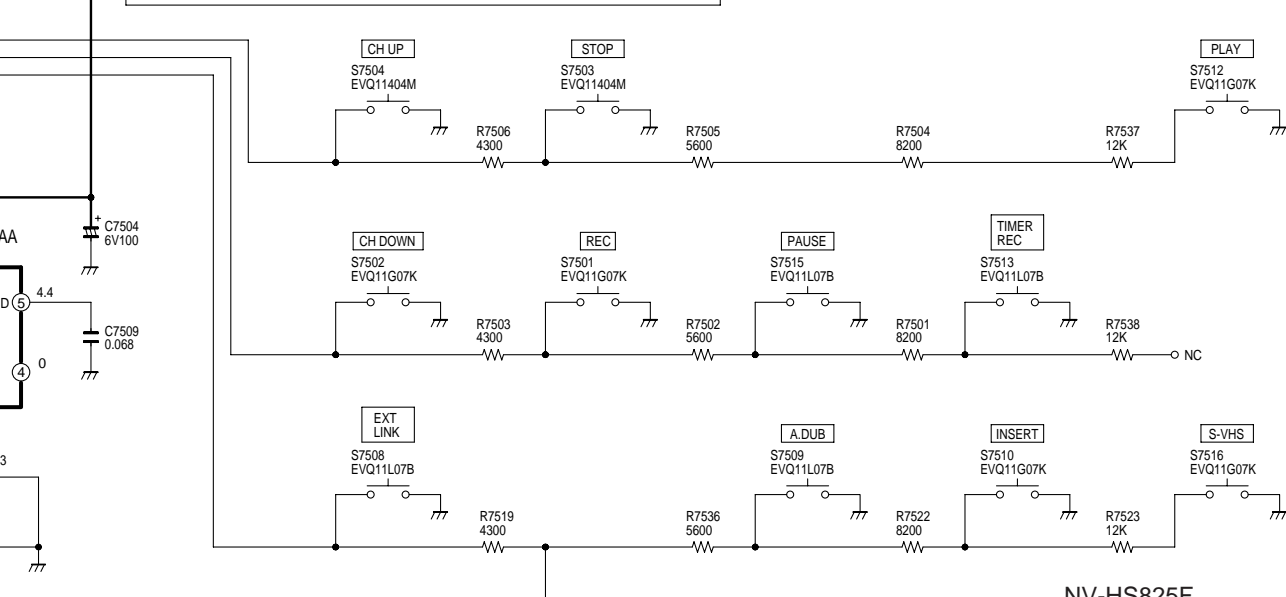 CH UP
S7504
EVQ11404M
STOP
S7503
EVQ11404M
PLAY
S7512
EVQ11G07K
R7506
4300
R7505
5600
R7504
8200
R7537
12K
+
C7504
6V100
AA
CH DOWN
S7502
EVQ11G07K
REC
S7501
EVQ11G07K
PAUSE
S7515
EVQ11L07B
TIMER
REC
S7513
EVQ11L07B
D 5 4.4
C7509
0.068
4 0
R7503
4300
R7502
5600
R7501
8200
R7538
12K
NC
EXT
LINK
S7508
EVQ11L07B
A.DUB
S7509
EVQ11L07B
INSERT
S7510
EVQ11G07K
S-VHS
S7516
EVQ11G07K
3
R7519
4300
R7536
5600
R7522
8200
R7523
12K